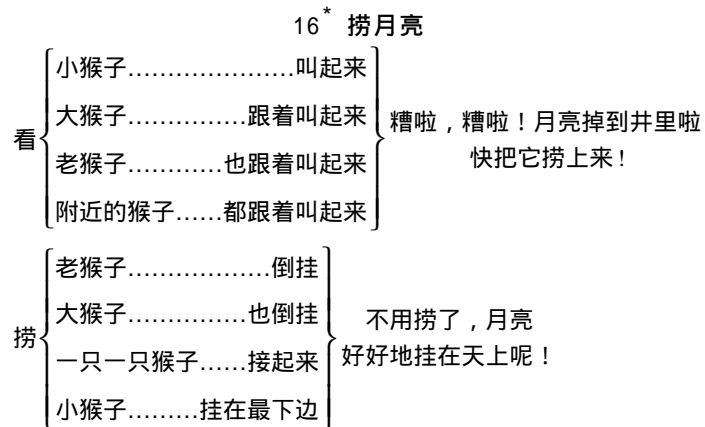 16* 捞月亮
小猴子.....................叫起来
大猴子...............跟着叫起来
糟啦，糟啦！月亮掉到井里啦
看
老猴子............也跟着叫起来
快把它捞上来！
附近的猴子......都跟着叫起来
老猴子..................倒挂
大猴子...............也倒挂
不用捞了，月亮
捞
一只一只猴子......接起来
好好地挂在天上呢！
小猴子.........挂在最下边